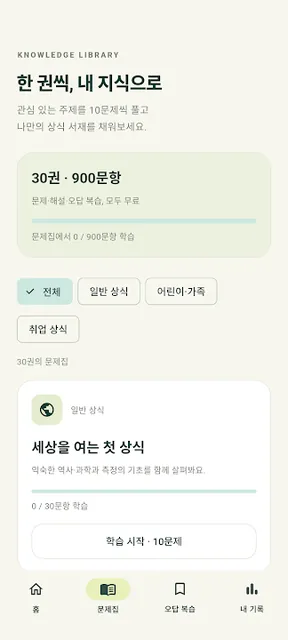 KNOWLEDGE LIBRARY
한 권씩, 내 지식으로
관심 있는 주제를 10문제씩 풀고
나만의 상식 서재를 채워보세요.
30권 · 900문항
문제·해설·오답 복습, 모두 무료
문제집에서 0 / 900문항 학습
전체
일반 상식
어린이·가족
취업 상식
30권의 문제집
일반 상식
세상을 여는 첫 상식
익숙한 역사·과학과 측정의 기초를 함께 살펴봐요.
0 / 30문항 학습
학습 시작 · 10문제
홈
문제집
오답 복습
내 기록